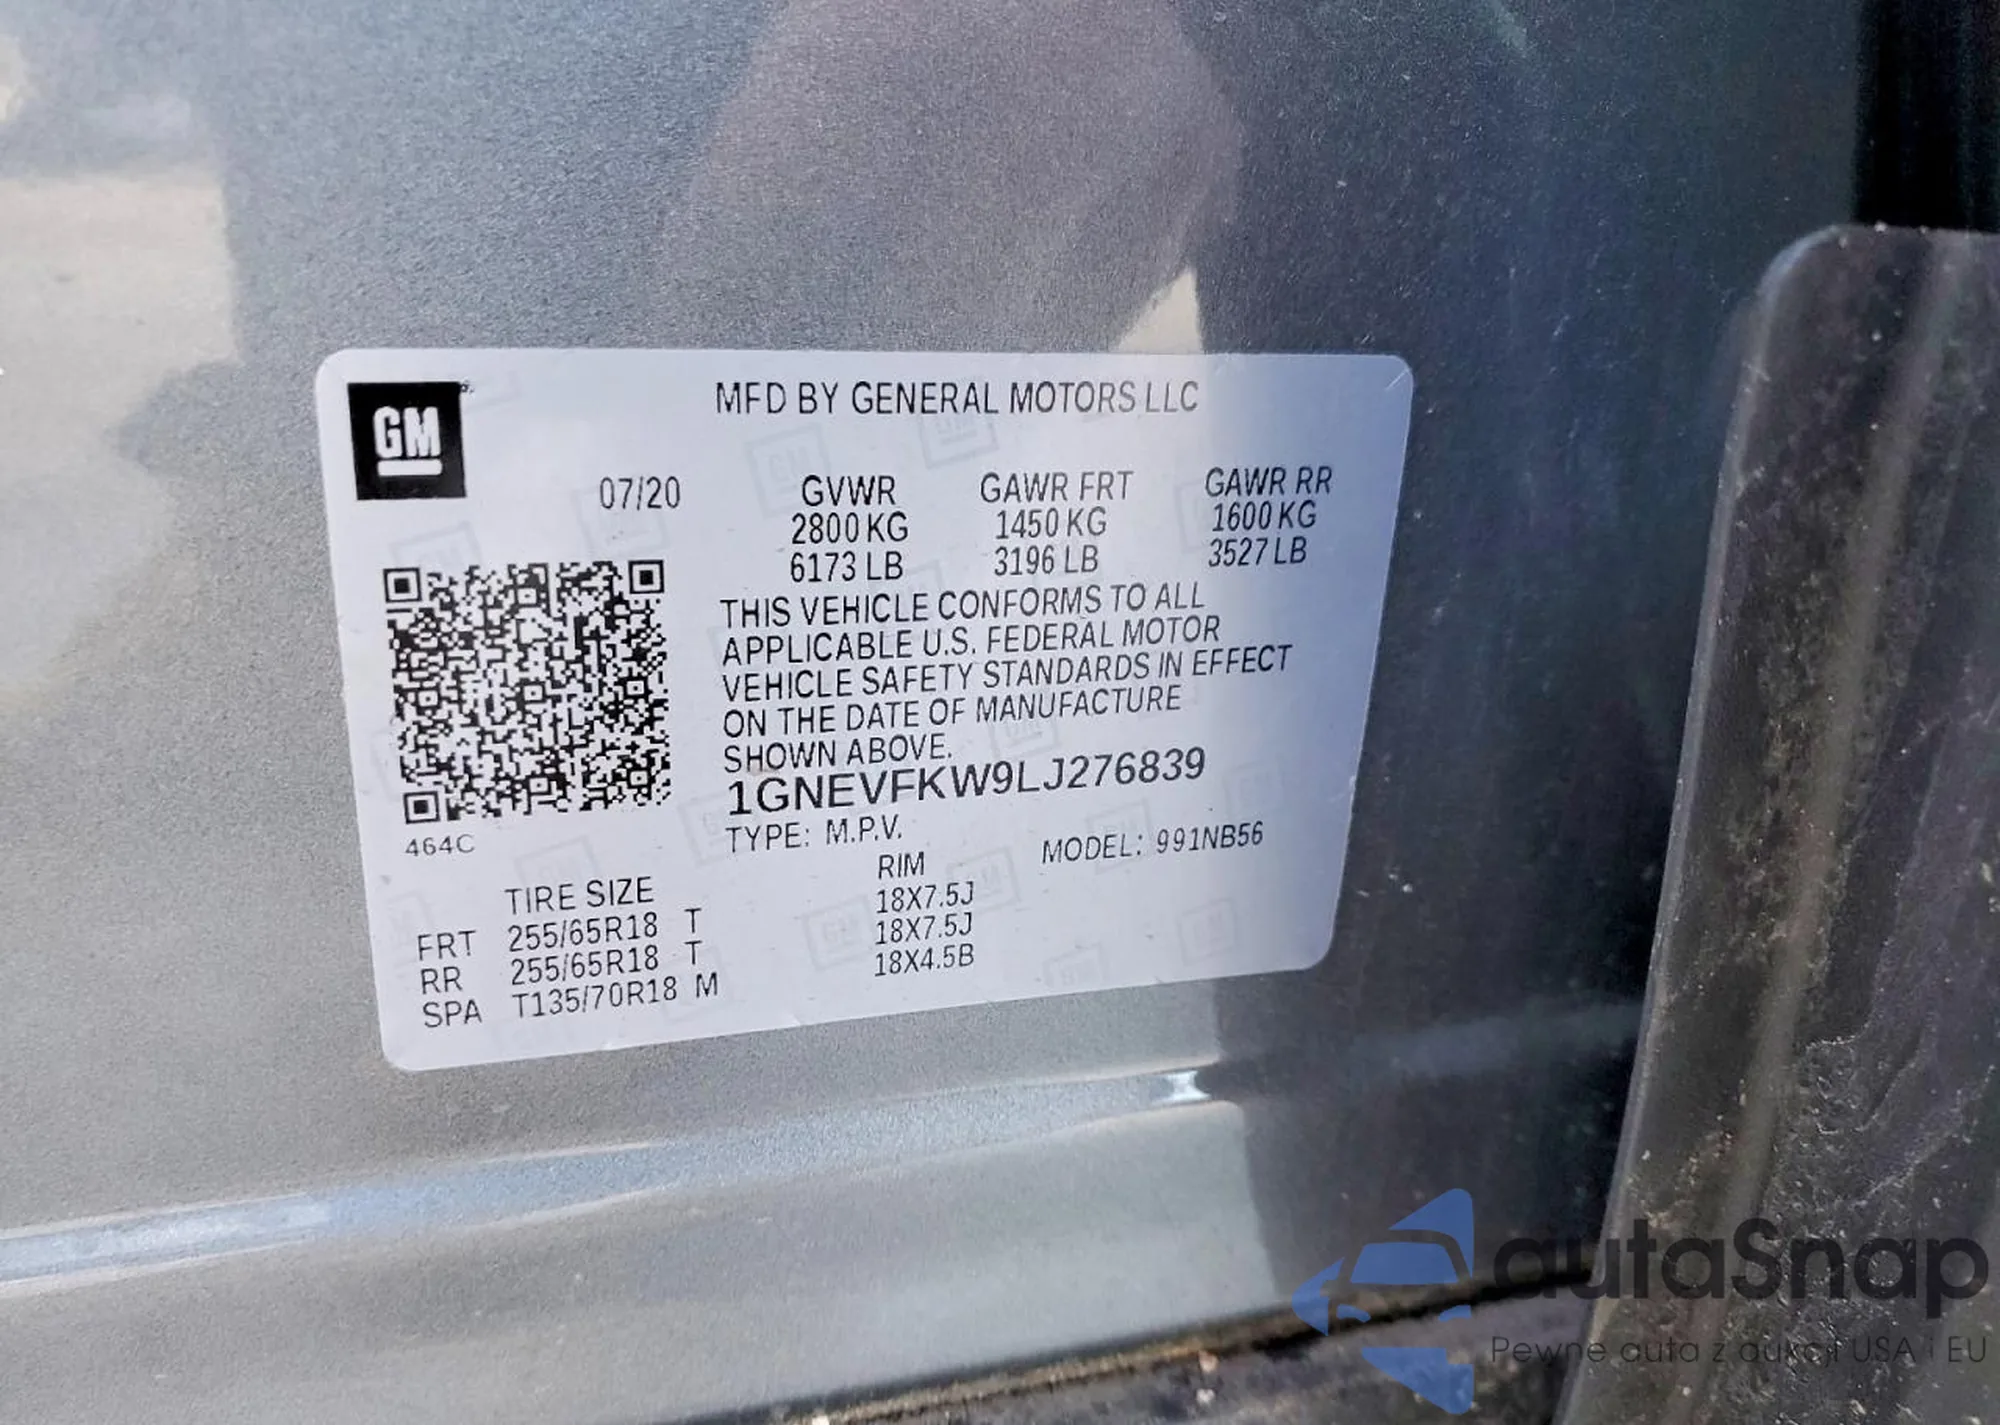 GM
MFD BY GENERAL MOTORS LLC
07/20 GVWR GAWR FRT GAWR RR
2800 KG 1450 KG 1600 KG
6173 LB 3196 LB 3527 LB
THIS VEHICLE CONFORMS TO ALL
APPLICABLE U.S. FEDERAL MOTOR
VEHICLE SAFETY STANDARDS IN EFFECT
ON THE DATE OF MANUFACTURE
SHOWN ABOVE.
1GNEVFKW9LJ276839
464C
TYPE: M.P.V. MODEL: 991NB56
TIRE SIZE RIM
FRT 255/65R18 T 18X7.5J
RR 255/65R18 T 18X7.5J
SPA T135/70R18 M 18X4.5B
autaSnap
Pewne auta z aukcji USA i EU